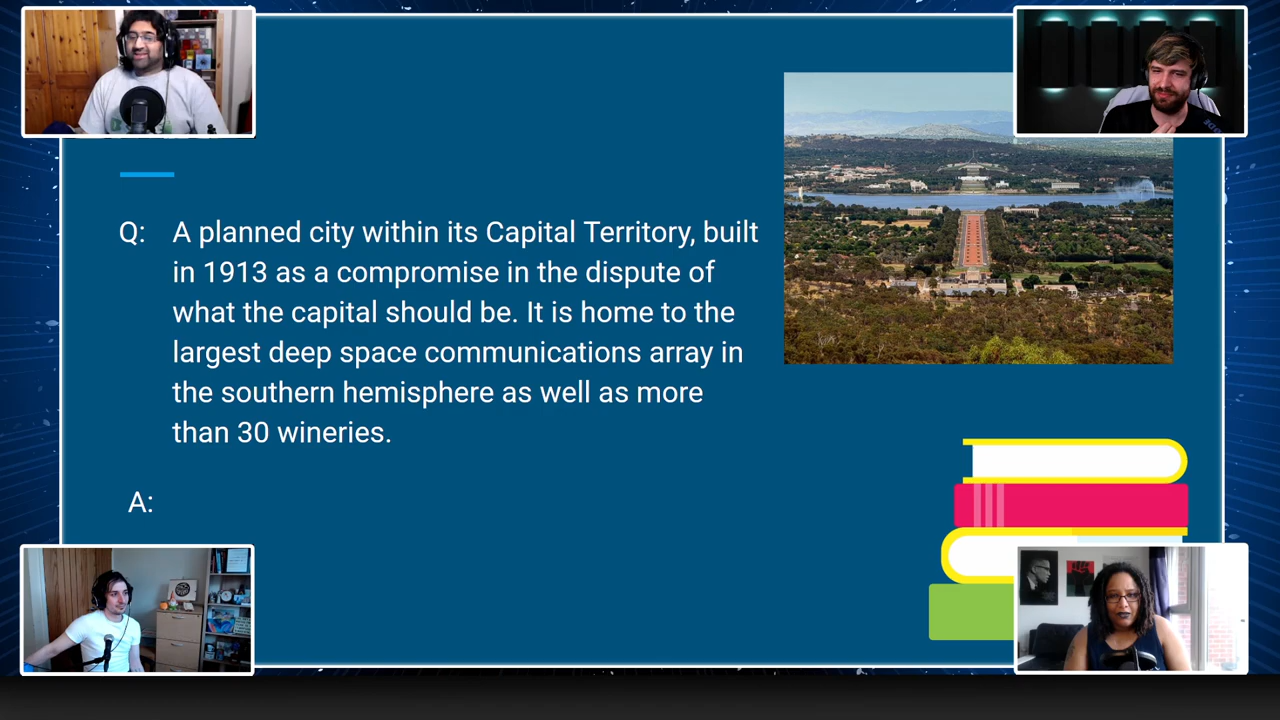 Q: A planned city within its Capital Territory, built
in 1913 as a compromise in the dispute of
what the capital should be. It is home to the
largest deep space communications array in
the southern hemisphere as well as more
than 30 wineries.
A: